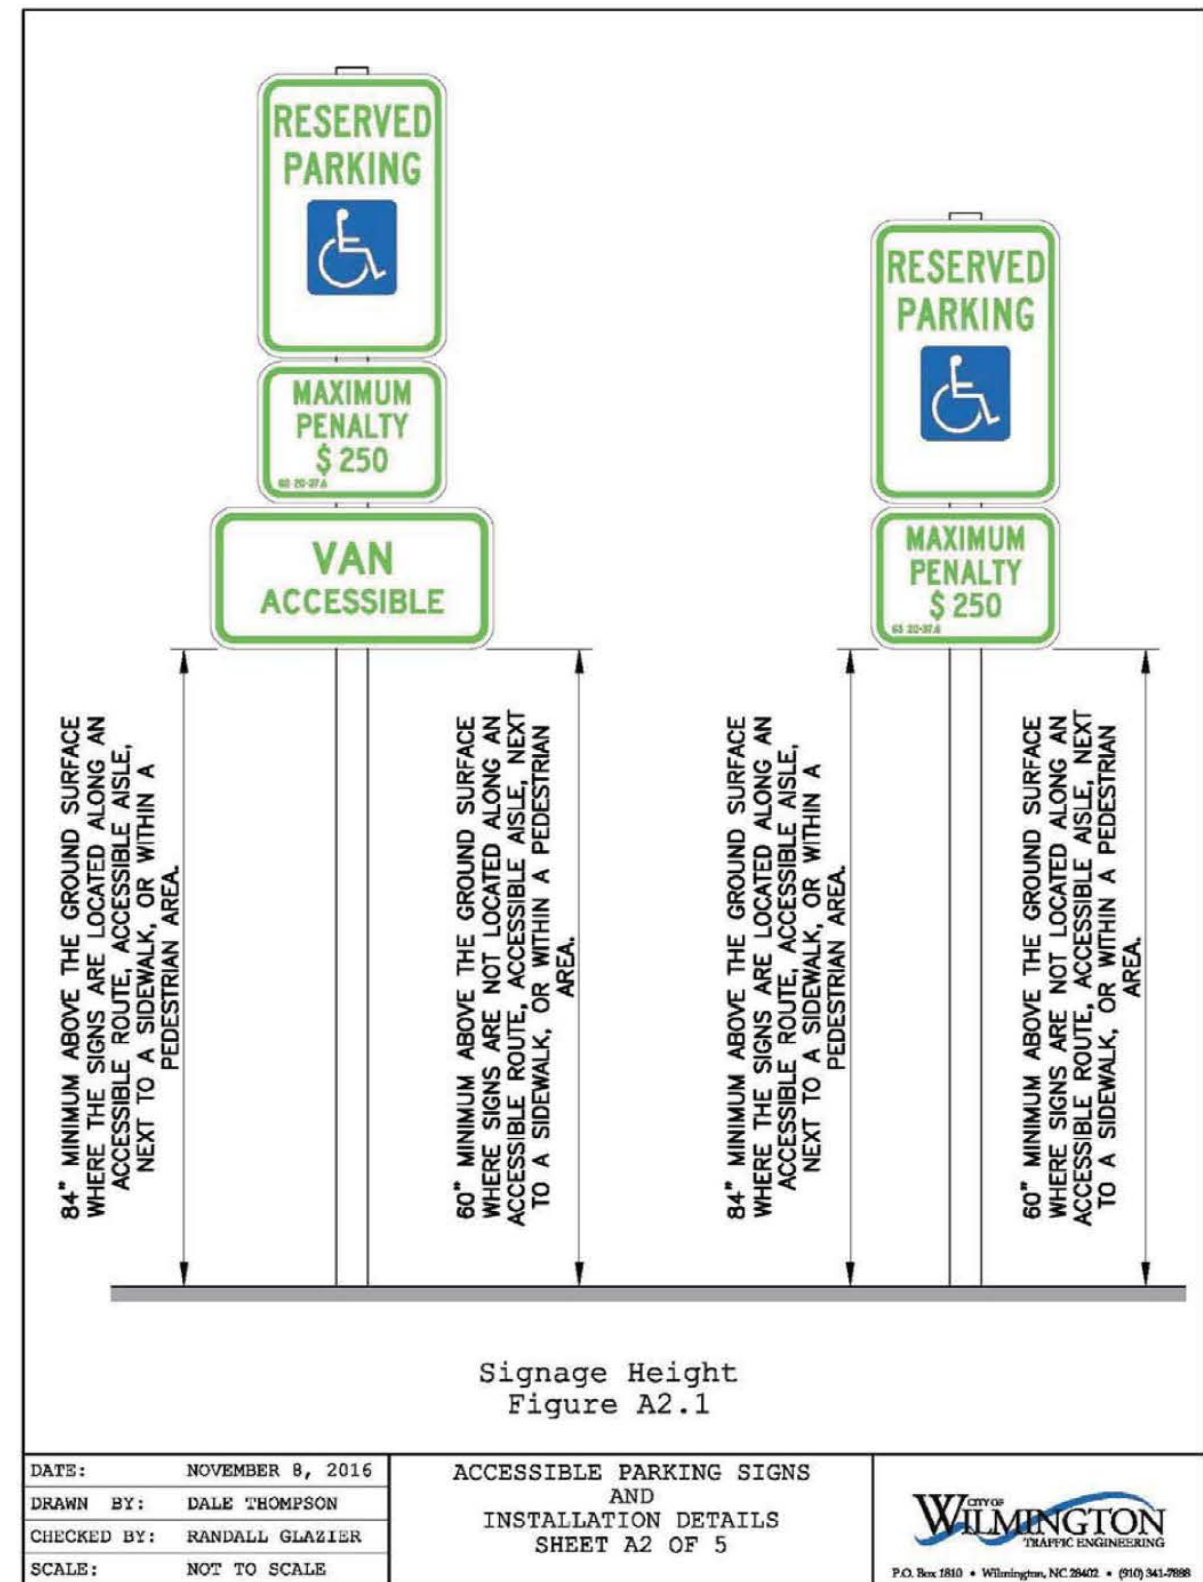 RESERVED
PARKING
MAXIMUM
PENALTY
$ 250
VAN
ACCESSIBLE
RESERVED
PARKING
MAXIMUM
PENALTY
$ 250
84" MINIMUM ABOVE THE GROUND SURFACE
WHERE THE SIGNS ARE LOCATED ALONG AN
ACCESSIBLE ROUTE, ACCESSIBLE AISLE,
NEXT TO A SIDEWALK, OR WITHIN A
PEDESTRIAN AREA.
60" MINIMUM ABOVE THE GROUND SURFACE
WHERE SIGNS ARE NOT LOCATED ALONG AN
ACCESSIBLE ROUTE, ACCESSIBLE AISLE, NEXT
TO A SIDEWALK, OR WITHIN A PEDESTRIAN
AREA.
84" MINIMUM ABOVE THE GROUND SURFACE
WHERE THE SIGNS ARE LOCATED ALONG AN
ACCESSIBLE ROUTE, ACCESSIBLE AISLE,
NEXT TO A SIDEWALK, OR WITHIN A
PEDESTRIAN AREA.
60" MINIMUM ABOVE THE GROUND SURFACE
WHERE SIGNS ARE NOT LOCATED ALONG AN
ACCESSIBLE ROUTE, ACCESSIBLE AISLE, NEXT
TO A SIDEWALK, OR WITHIN A PEDESTRIAN
AREA.
Signage Height
Figure A2.1
DATE: NOVEMBER 8, 2016
DRAWN BY: DALE THOMPSON
CHECKED BY: RANDALL GLAZIER
SCALE: NOT TO SCALE
ACCESSIBLE PARKING SIGNS
AND
INSTALLATION DETAILS
SHEET A2 OF 5
CITY OF
WILMINGTON
TRAFFIC ENGINEERING
P.O. Box 1810 • Wilmington, NC 28402 • (910) 341-7888